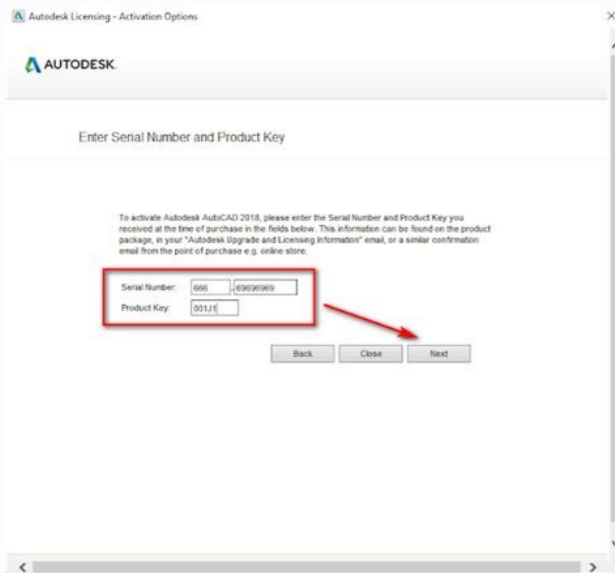 Autodesk Licensing - Activation Options
AUTODESK.
Enter Serial Number and Product Key
To activate Autodesk AutoCAD 2018, please enter the Serial Number and Product Key you
received at the time of purchase in the fields below. This information can be found on the product
package, in your "Autodesk Upgrade and Licensing Information" email, or a similar confirmation
email from the point of purchase e.g. online store.
Serial Number: 666 - 69696969
Product Key: 001J1
Back Close Next